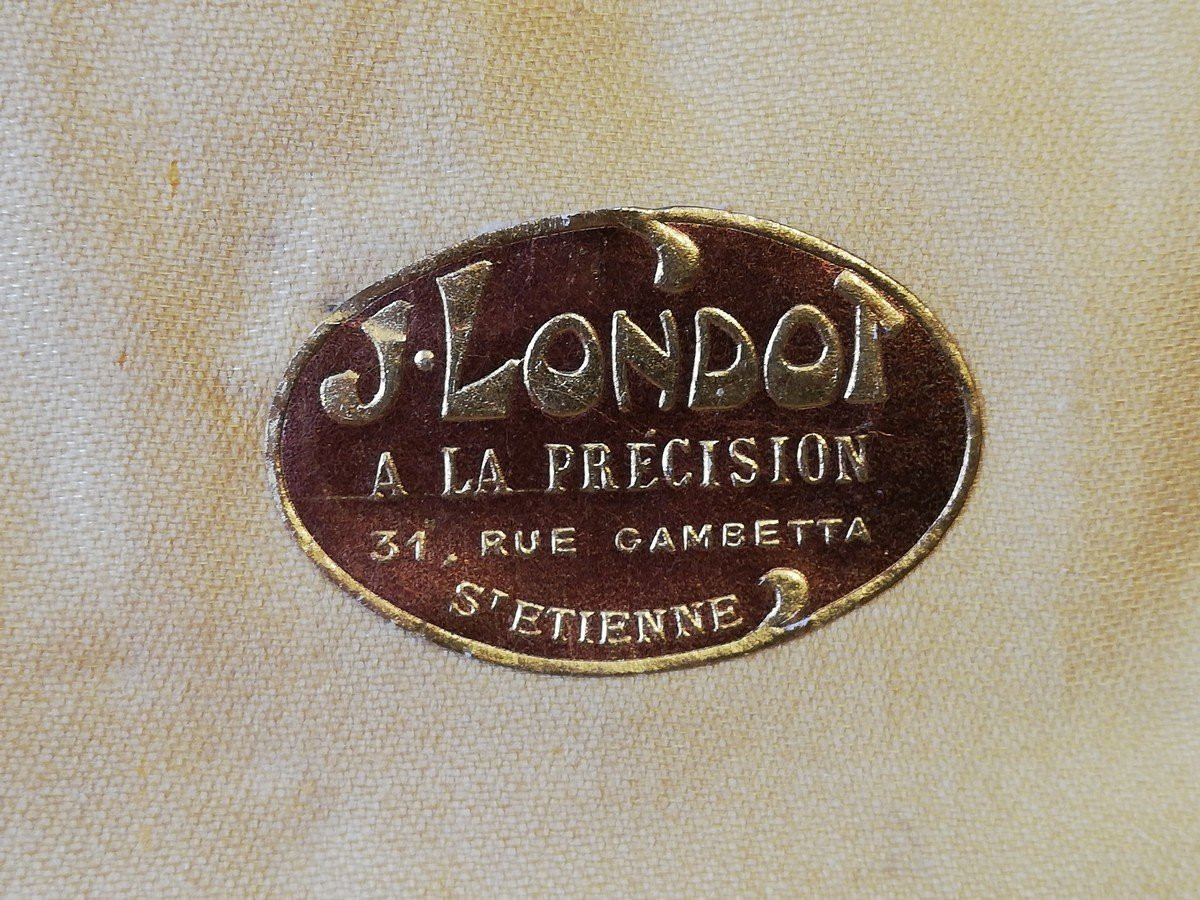 J. LONDOT
A LA PRÉCISION
31, RUE GAMBETTA
ST ETIENNE